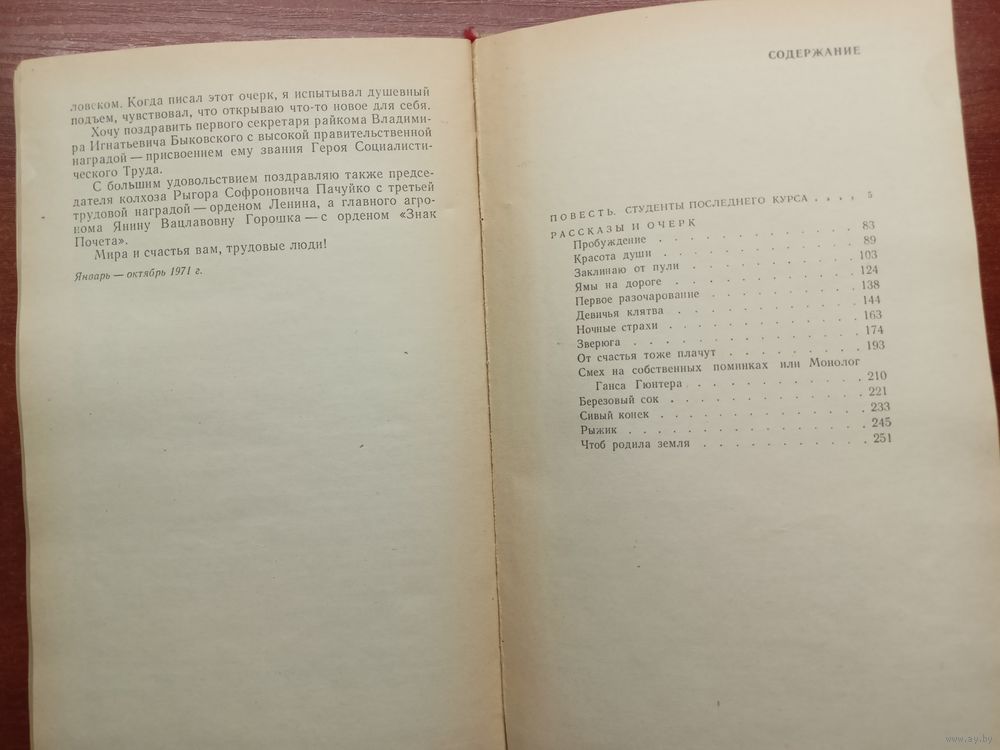 ловском. Когда писал этот очерк, я испытывал душевный
подъем, чувствовал, что открываю что-то новое для себя.
Хочу поздравить первого секретаря райкома Владими-
ра Игнатьевича Быковского с высокой правительственной
наградой — присвоением ему звания Героя Социалисти-
ческого Труда.
С большим удовольствием поздравляю также предсе-
дателя колхоза Рыгора Софроновича Пачуйко с третьей
трудовой наградой — орденом Ленина, а главного агро-
нома Янину Вацлавовну Горошка — с орденом «Знак
Почета».
Мира и счастья вам, трудовые люди!
Январь — октябрь 1971 г.
СОДЕРЖАНИЕ
ПОВЕСТЬ. СТУДЕНТЫ ПОСЛЕДНЕГО КУРСА . . . . 5
РАССКАЗЫ И ОЧЕРК
Пробуждение . . . . . . . . . . 83
Красота души . . . . . . . . . . 89
Заклинаю от пули . . . . . . . . . 103
Ямы на дороге . . . . . . . . . . 124
Первое разочарование . . . . . . . . 138
Девичья клятва . . . . . . . . . . 144
Ночные страхи . . . . . . . . . . 163
Зверюга . . . . . . . . . . . . 174
От счастья тоже плачут . . . . . . . 193
Смех на собственных поминках или Монолог
Ганса Гюнтера . . . . . . . . . 210
Березовый сок . . . . . . . . . . 221
Сивый конек . . . . . . . . . . 233
Рыжик . . . . . . . . . . . . 245
Чтоб родила земля . . . . . . . . . 251
www.ay.by